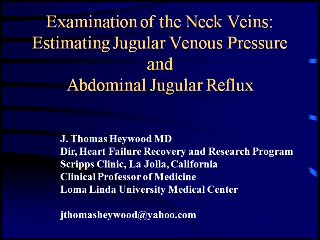 Examination of the Neck Veins:
Estimating Jugular Venous Pressure
and
Abdominal Jugular Reflux
J. Thomas Heywood MD
Dir, Heart Failure Recovery and Research Program
Scripps Clinic, La Jolla, California
Clinical Professor of Medicine
Loma Linda University Medical Center
jthomasheywood@yahoo.com